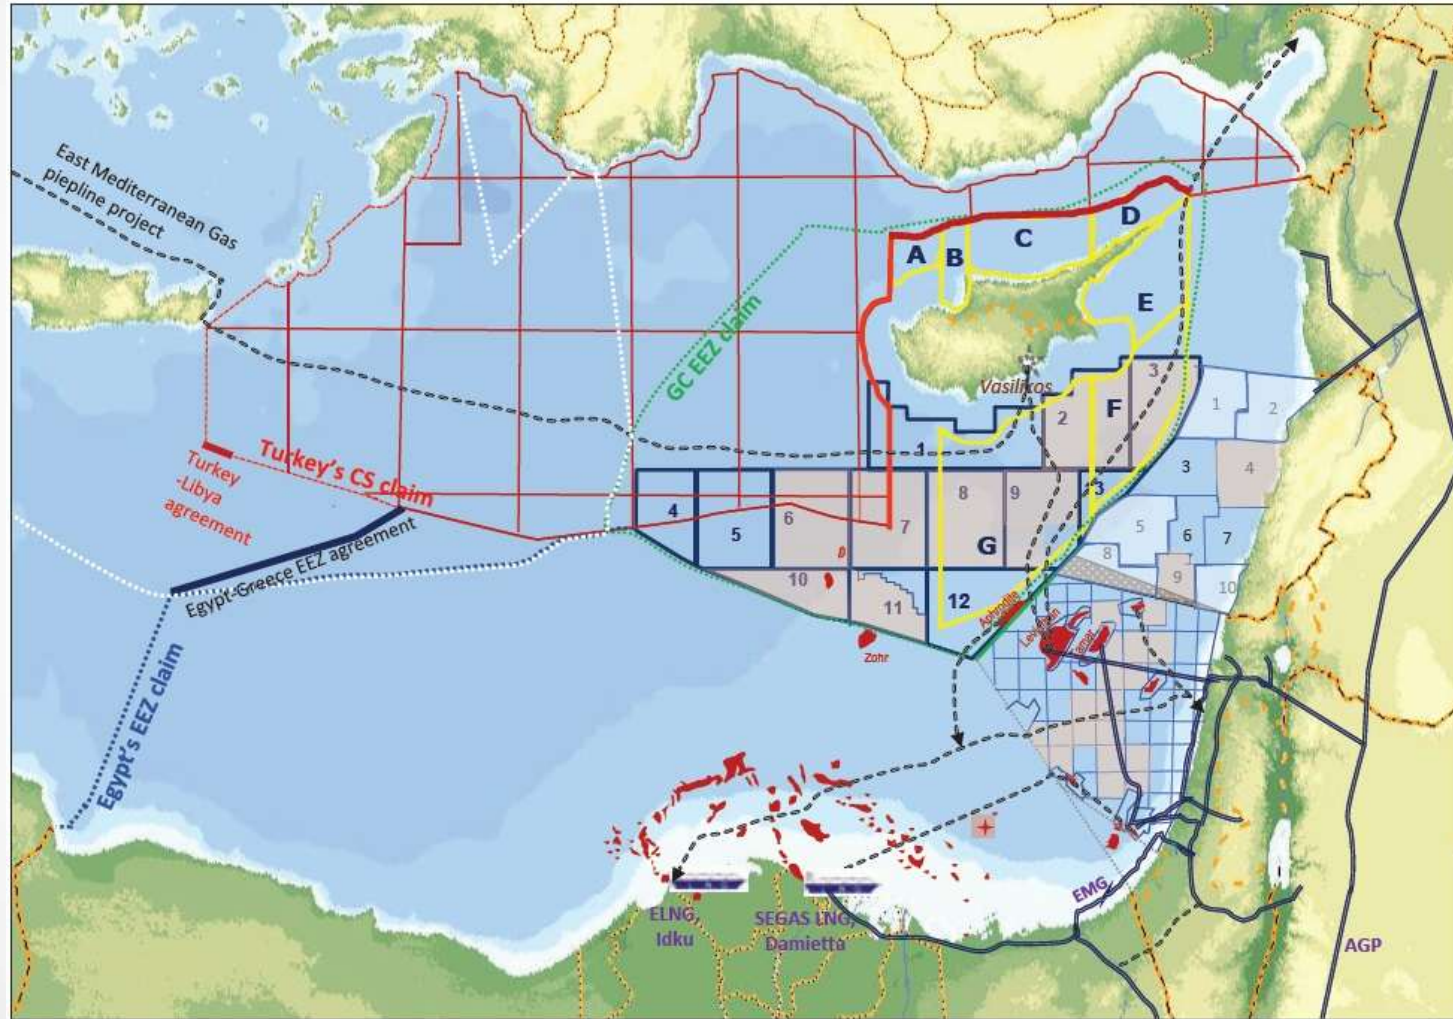 East Mediterranean Gas
piepline project
A
B
C
D
E
GC EEZ claim
Vasilikos
3
2
F
1
1
2
3
4
13
Turkey's CS claim
Turkey
-Libya
agreement
4
5
6
7
8
9
G
5
6
7
8
9
10
Egypt-Greece EEZ agreement
10
11
12
Aphrodite
Leviathan
Tamar
Zohr
Egypt's EEZ claim
ELNG,
Idku
SEGAS LNG,
Damietta
EMG
AGP